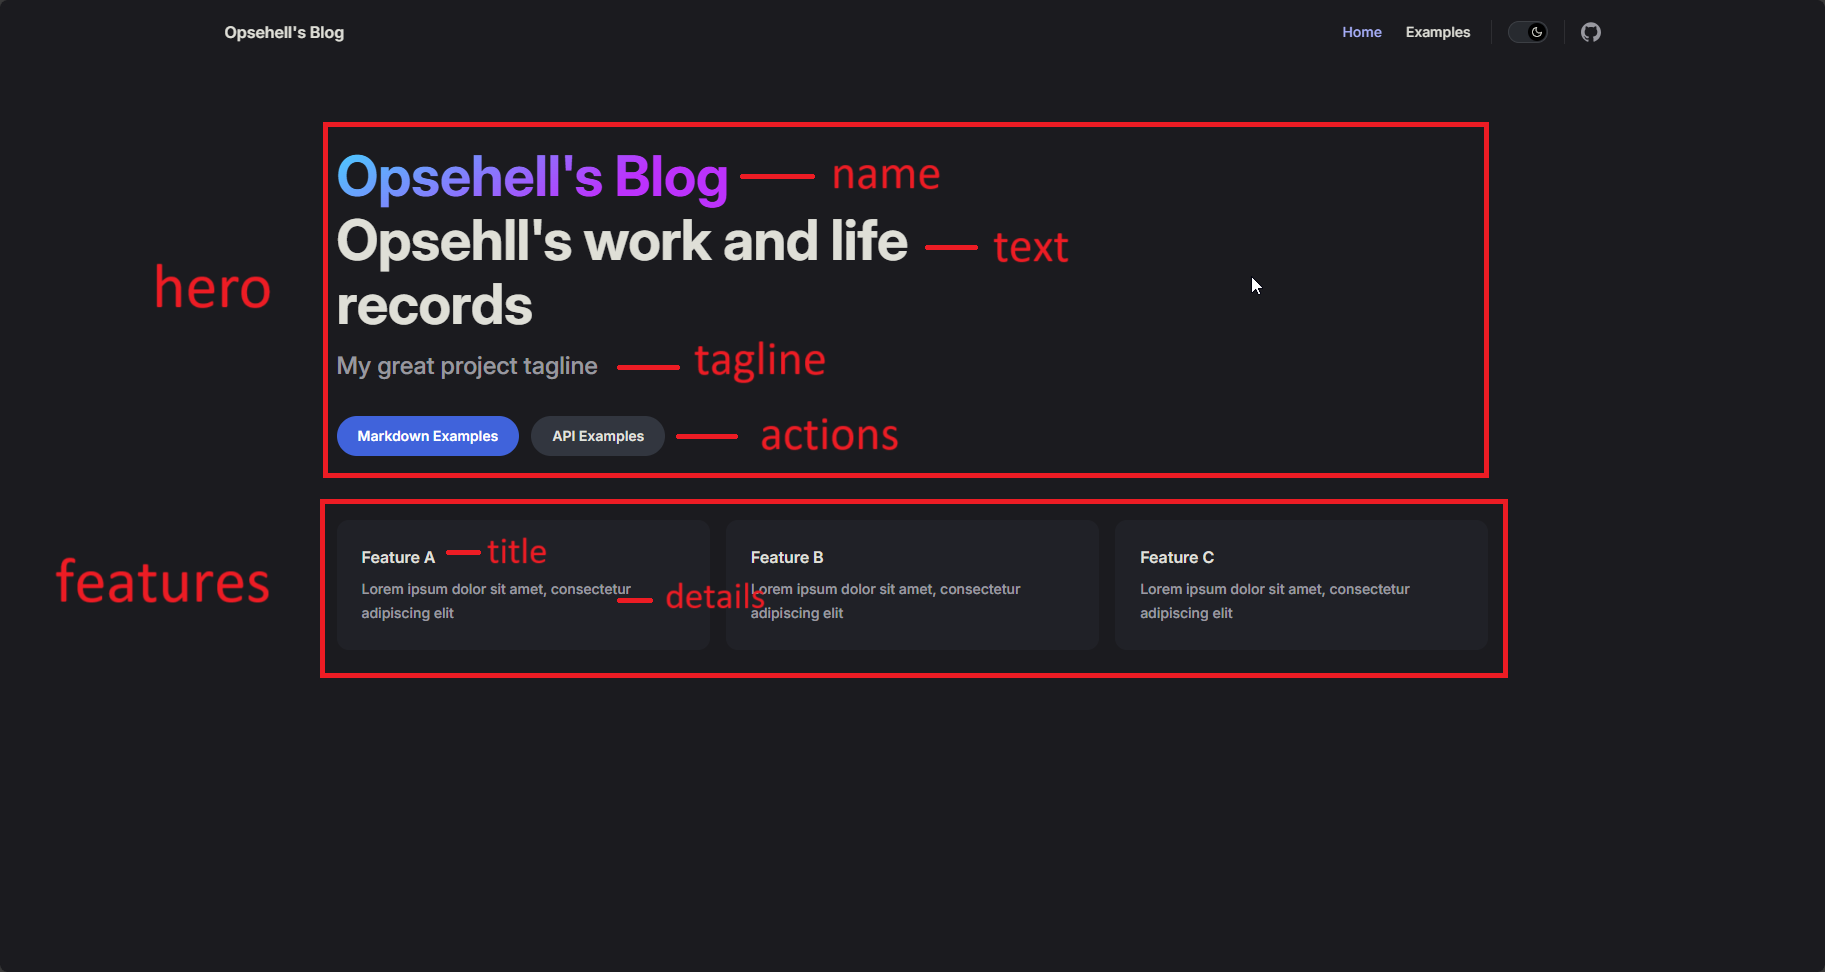 Opsehell's Blog
Home Examples
Opsehell's Blog name
Opsehll's work and life text
records
hero
My great project tagline tagline
Markdown Examples API Examples actions
features
Feature A title
Lorem ipsum dolor sit amet, consectetur details
adipiscing elit
Feature B
Lorem ipsum dolor sit amet, consectetur
adipiscing elit
Feature C
Lorem ipsum dolor sit amet, consectetur
adipiscing elit